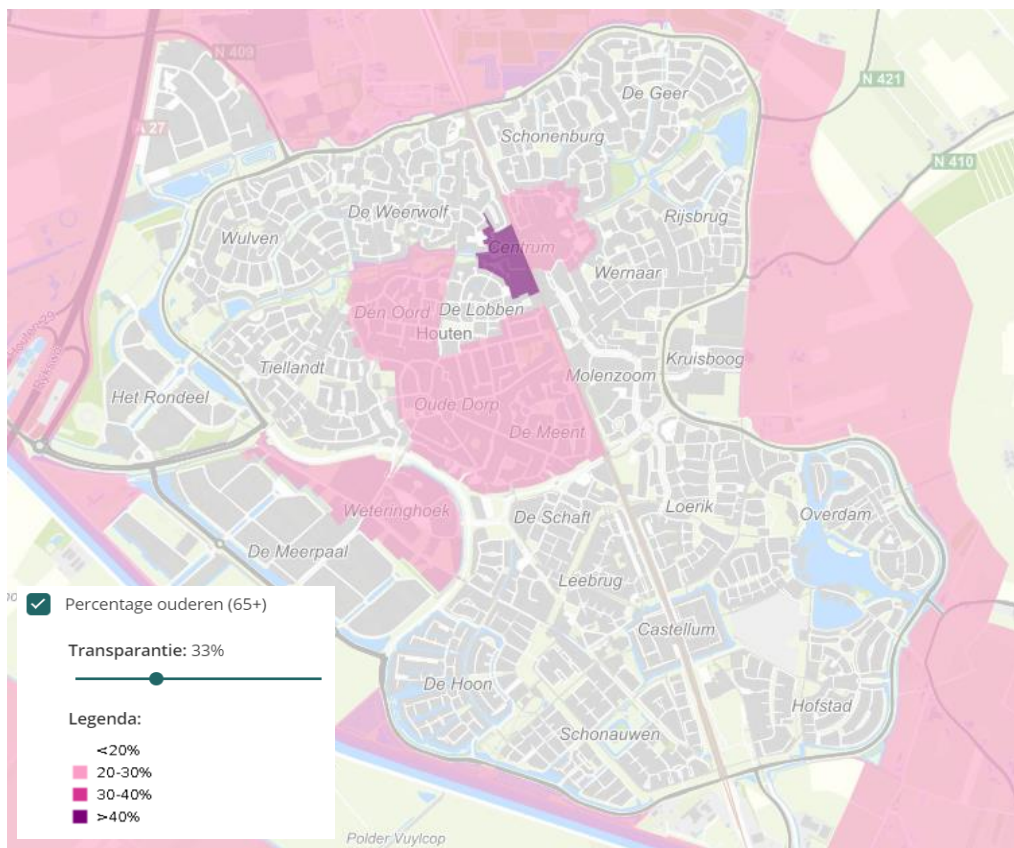 N 409
N 421
De Geer
A 27
Schonenburg
N 410
De Weerwolf
Rijsbrug
Wulven
Centrum
Wernaar
De Lobben
Den Oord
Houten
Kruisboog
Tiellandt
Molenzoom
Het Rondeel
Oude Dorp
De Meent
Weteringhoek
De Schaft
Loerik
Overdam
De Meerpaal
Leebrug
Castellum
De Hoon
Hofstad
Schonauwen
Polder Vuylcop
Percentage ouderen (65+)
Transparantie: 33%
Legenda:
<20%
20-30%
30-40%
>40%